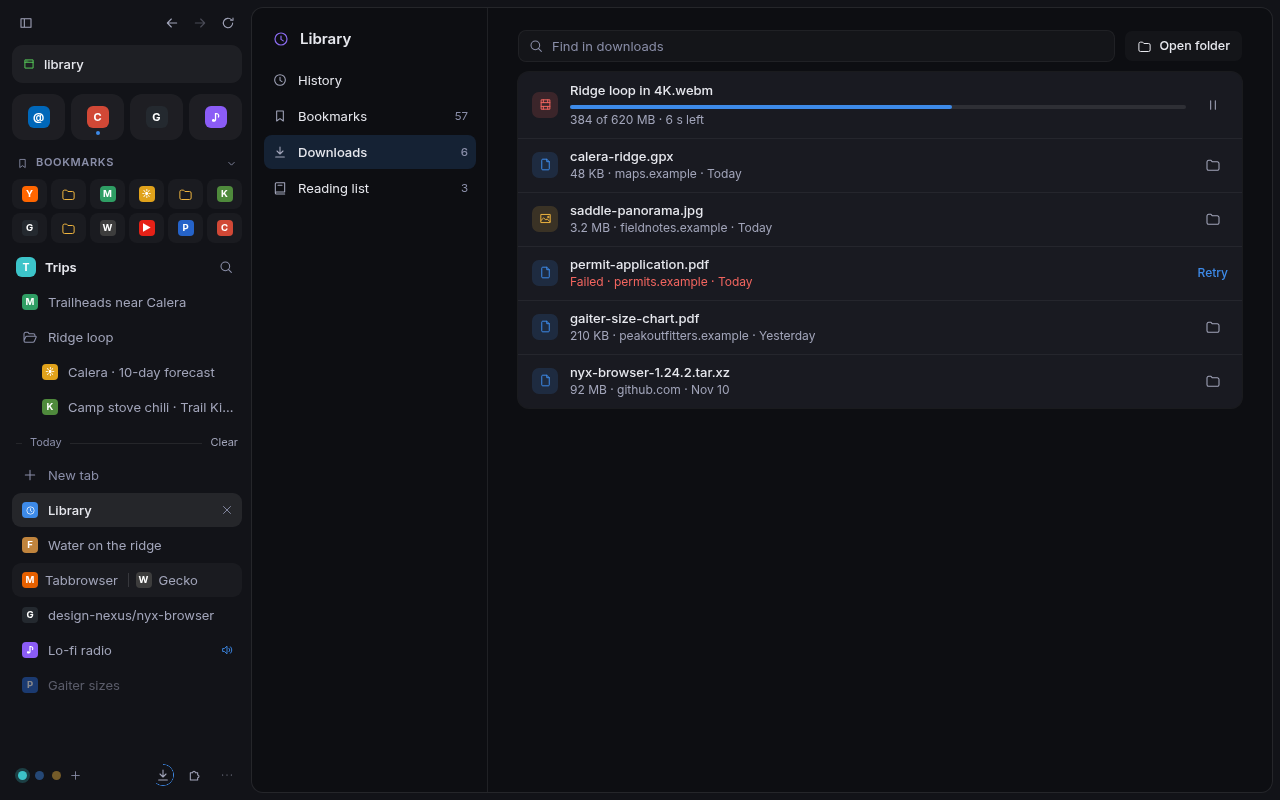 library
@
C
G
BOOKMARKS
Y
M
K
G
W
P
C
T Trips
M Trailheads near Calera
Ridge loop
Calera · 10-day forecast
K Camp stove chili · Trail Ki...
Today
Clear
New tab
Library
F Water on the ridge
M Tabbrowser
W Gecko
G design-nexus/nyx-browser
Lo-fi radio
P Gaiter sizes
Library
History
Bookmarks 57
Downloads 6
Reading list 3
Find in downloads
Open folder
Ridge loop in 4K.webm
384 of 620 MB · 6 s left
calera-ridge.gpx
48 KB · maps.example · Today
saddle-panorama.jpg
3.2 MB · fieldnotes.example · Today
permit-application.pdf
Failed · permits.example · Today
Retry
gaiter-size-chart.pdf
210 KB · peakoutfitters.example · Yesterday
nyx-browser-1.24.2.tar.xz
92 MB · github.com · Nov 10